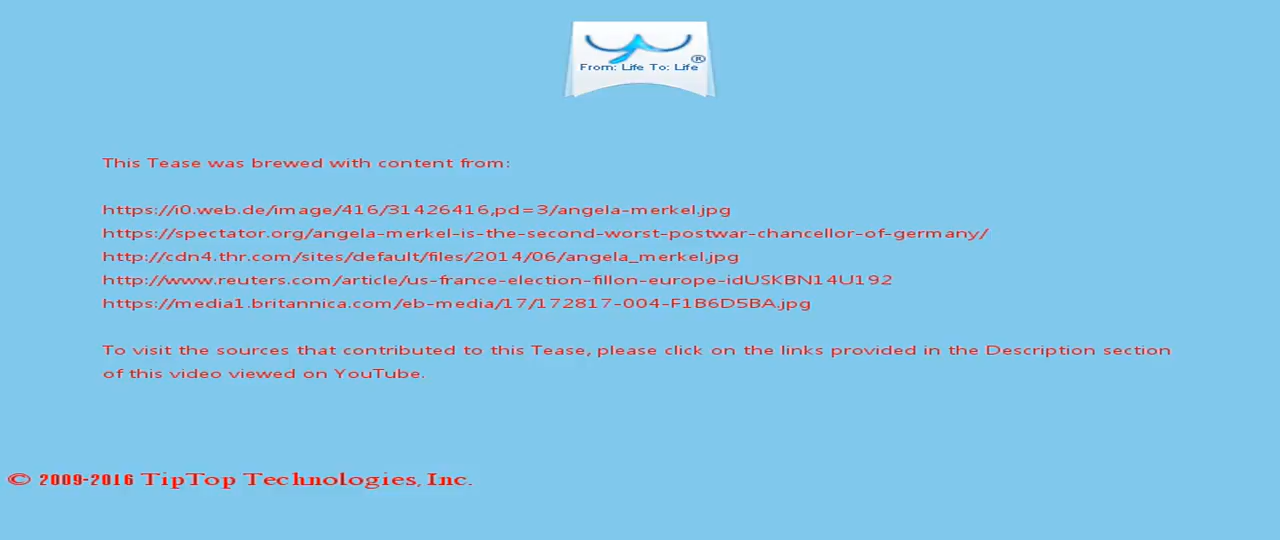 From: Life To: Life®
This Tease was brewed with content from:
https://i0.web.de/image/416/31426416,pd=3/angela-merkel.jpg
https://spectator.org/angela-merkel-is-the-second-worst-postwar-chancellor-of-germany/
http://cdn4.thr.com/sites/default/files/2014/06/angela_merkel.jpg
http://www.reuters.com/article/us-france-election-fillon-europe-idUSKBN14U192
https://media1.britannica.com/eb-media/17/172817-004-F1B6D5BA.jpg
To visit the sources that contributed to this Tease, please click on the links provided in the Description section
of this video viewed on YouTube.
© 2009-2016 TipTop Technologies, Inc.